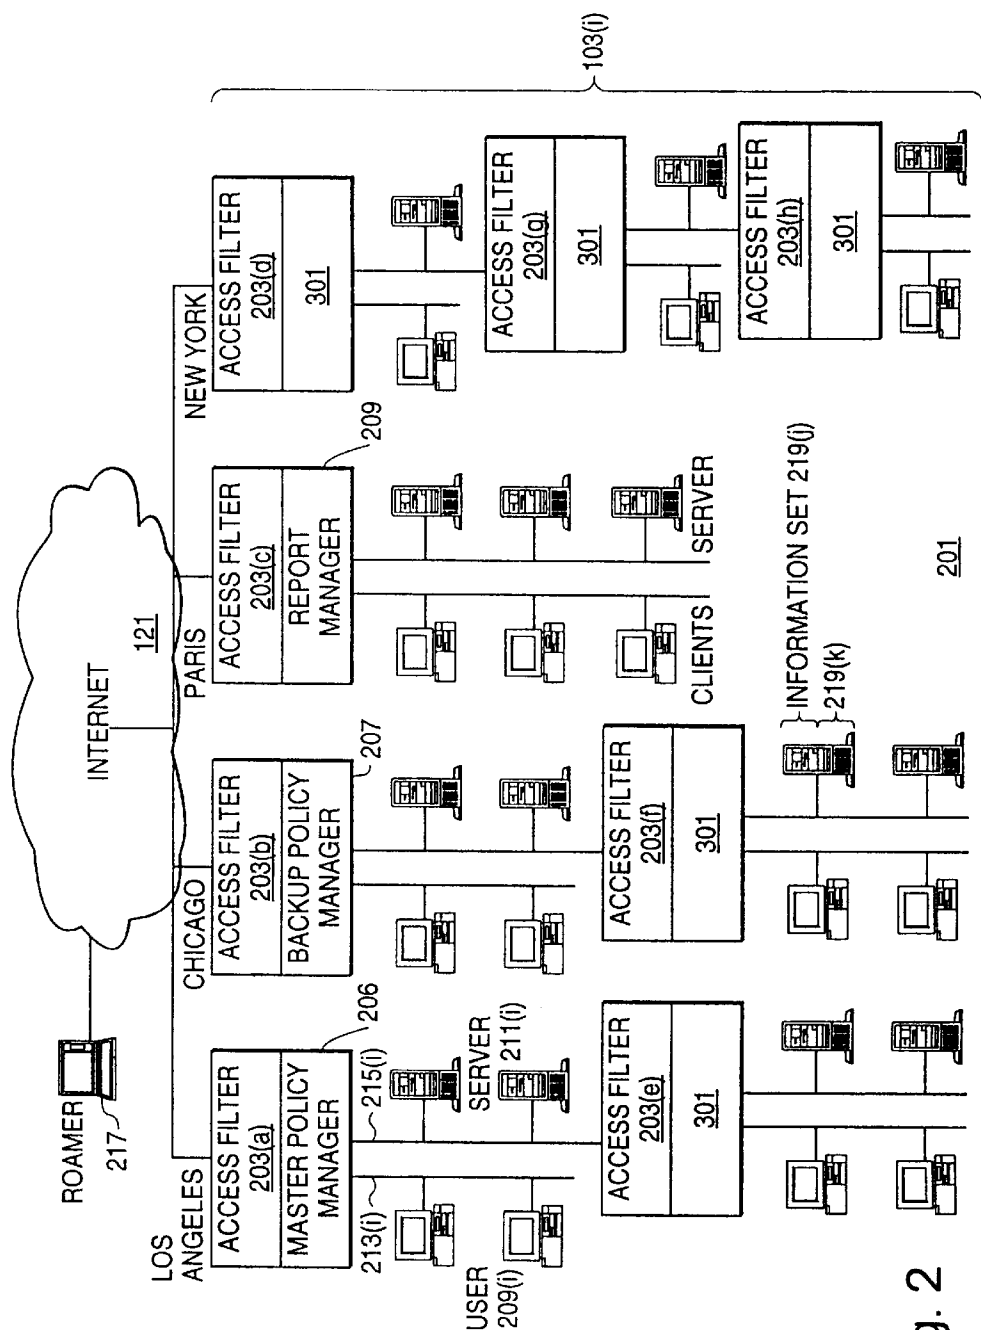 ROAMER
217
INTERNET
121
LOS
ANGELES
CHICAGO
PARIS
NEW YORK
ACCESS FILTER
203(a)
MASTER POLICY
MANAGER
206
213(i)
215(i)
USER
209(i)
SERVER
211(i)
ACCESS FILTER
203(e)
301
ACCESS FILTER
203(b)
BACKUP POLICY
MANAGER
207
ACCESS FILTER
203(f)
301
INFORMATION SET 219(j)
219(k)
ACCESS FILTER
203(c)
REPORT
MANAGER
209
CLIENTS
SERVER
ACCESS FILTER
203(d)
301
ACCESS FILTER
203(g)
301
ACCESS FILTER
203(h)
301
103(i)
201
g. 2